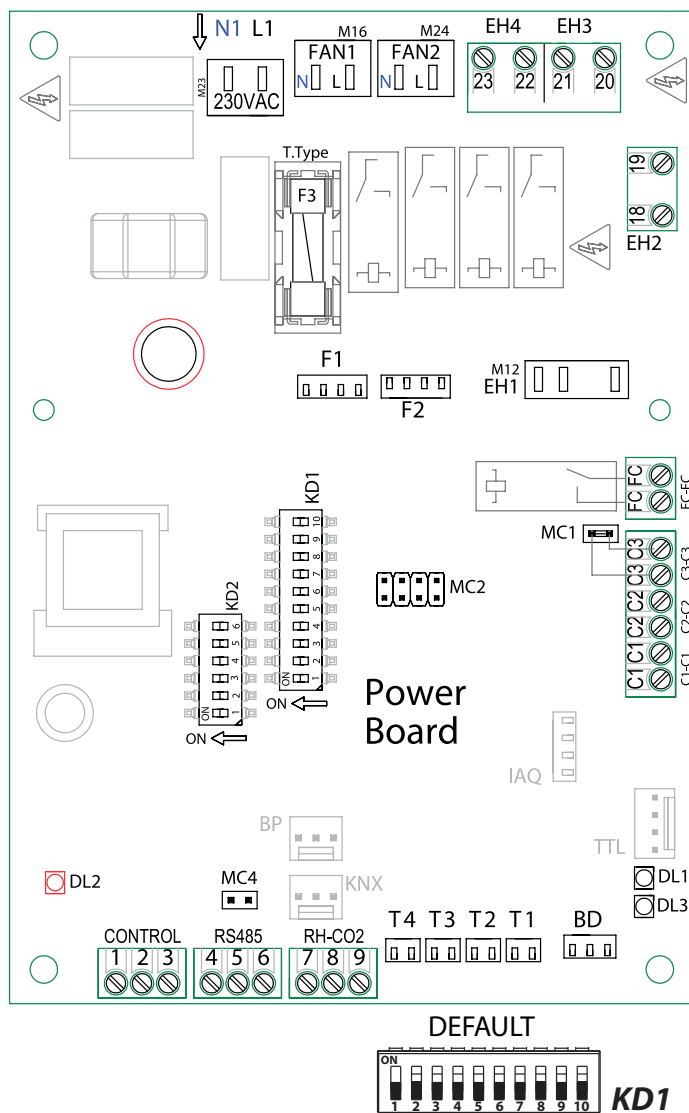 N1 L1
M23
230VAC
M16
FAN1
N L
M24
FAN2
N L
EH4 EH3
23 22 21 20
T.Type
F3
19
18
EH2
F1
F2
M12
EH1
KD1
10
9
8
7
6
5
4
3
2
1
ON
ON
KD2
6
5
4
3
2
1
ON
ON
MC2
FC
FC
FC-FC
MC1
C3
C3
C2
C2
C1
C1
C3-C3
C2-C2
C1-C1
Power
Board
IAQ
TTL
BP
KNX
DL2
MC4
DL1
DL3
CONTROL
1 2 3
RS485
4 5 6
RH-CO2
7 8 9
T4 T3 T2 T1 BD
DEFAULT
ON
1 2 3 4 5 6 7 8 9 10
KD1